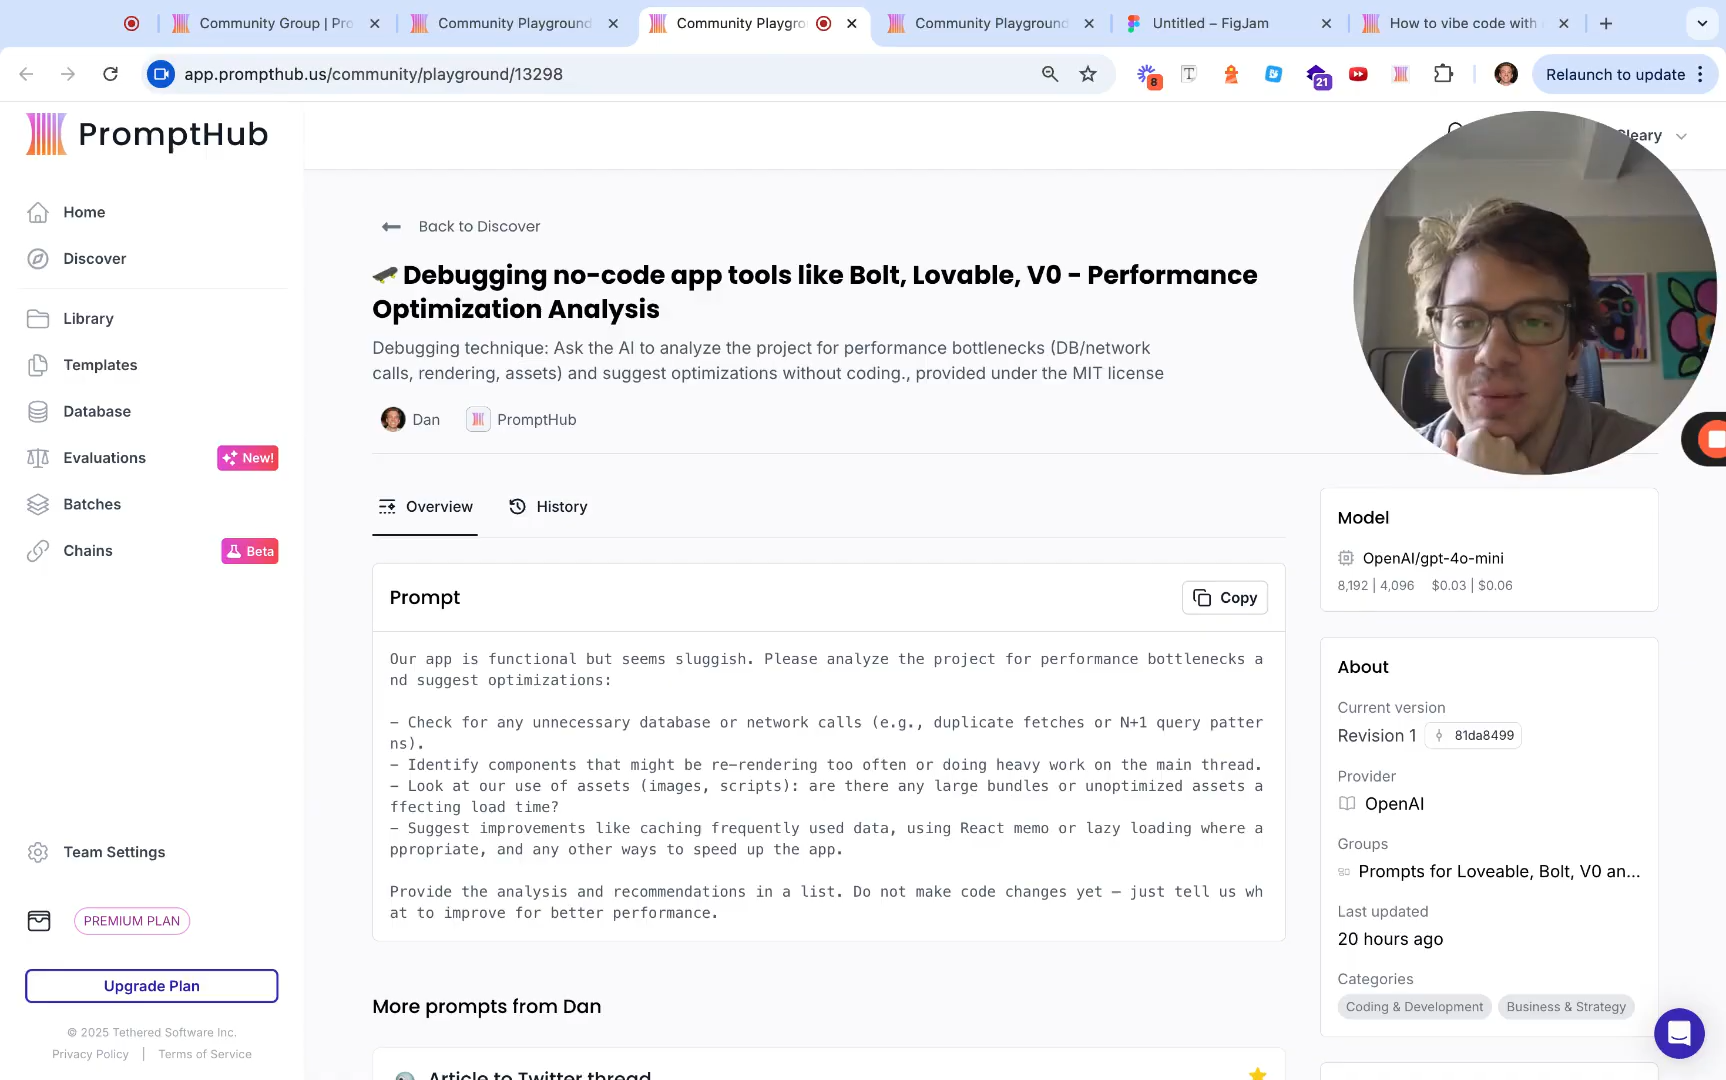 Community Group | Pro
Community Playground
Community Playgro
Community Playground
Untitled – FigJam
How to vibe code with
app.prompthub.us/community/playground/13298
8
T
21
Relaunch to update
PromptHub
Cleary
Home
Discover
Library
Templates
Database
Evaluations
New!
Batches
Chains
Beta
Team Settings
PREMIUM PLAN
Upgrade Plan
© 2025 Tethered Software Inc.
Privacy Policy | Terms of Service
Back to Discover
Debugging no-code app tools like Bolt, Lovable, V0 - Performance
Optimization Analysis
Debugging technique: Ask the AI to analyze the project for performance bottlenecks (DB/network
calls, rendering, assets) and suggest optimizations without coding., provided under the MIT license
Dan
PromptHub
Overview
History
Prompt
Copy
Our app is functional but seems sluggish. Please analyze the project for performance bottlenecks a
nd suggest optimizations:
– Check for any unnecessary database or network calls (e.g., duplicate fetches or N+1 query patter
ns).
– Identify components that might be re-rendering too often or doing heavy work on the main thread.
– Look at our use of assets (images, scripts): are there any large bundles or unoptimized assets a
ffecting load time?
– Suggest improvements like caching frequently used data, using React memo or lazy loading where a
ppropriate, and any other ways to speed up the app.
Provide the analysis and recommendations in a list. Do not make code changes yet – just tell us wh
at to improve for better performance.
More prompts from Dan
Article to Twitter thread
Model
OpenAI/gpt-4o-mini
8,192 | 4,096 $0.03 | $0.06
About
Current version
Revision 1 81da8499
Provider
OpenAI
Groups
Prompts for Loveable, Bolt, V0 an...
Last updated
20 hours ago
Categories
Coding & Development
Business & Strategy